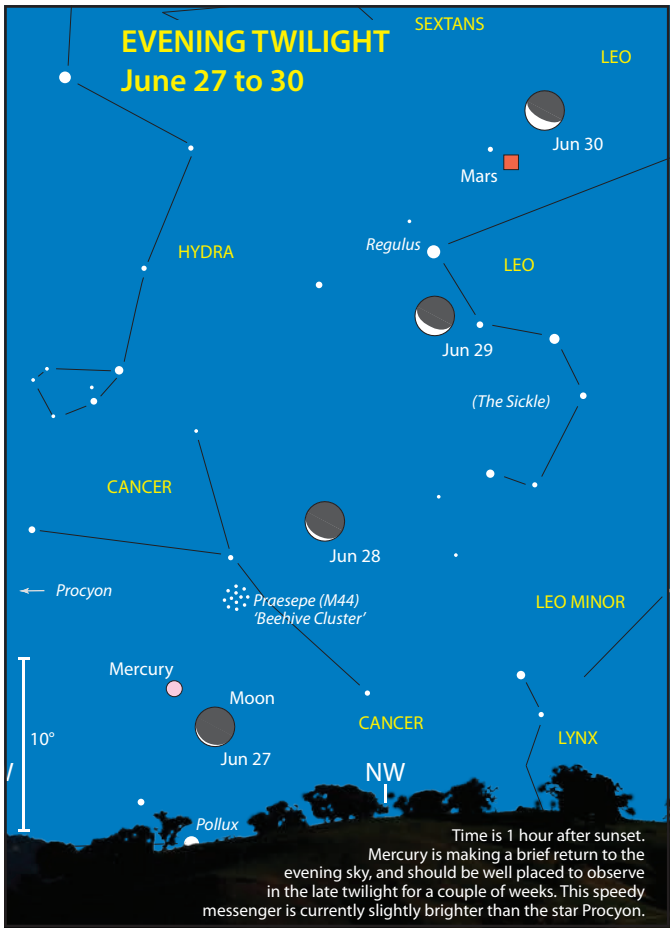 EVENING TWILIGHT
June 27 to 30
SEXTANS
LEO
Jun 30
Mars
Regulus
HYDRA
LEO
Jun 29
(The Sickle)
CANCER
Jun 28
Procyon
Praesepe (M44)
'Beehive Cluster'
LEO MINOR
Mercury
Moon
10°
Jun 27
CANCER
LYNX
NW
Pollux
Time is 1 hour after sunset.
Mercury is making a brief return to the
evening sky, and should be well placed to observe
in the late twilight for a couple of weeks. This speedy
messenger is currently slightly brighter than the star Procyon.